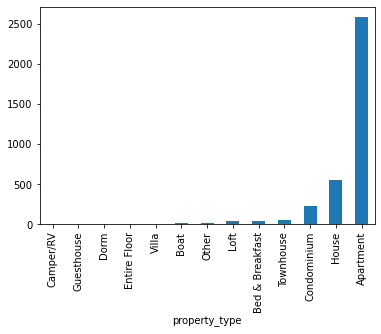 2500
2000
1500
1000
500
0
Camper/RV
Guesthouse
Dorm
Entire Floor
Villa
Boat
Other
Loft
Bed & Breakfast
Townhouse
Condominium
House
Apartment
property_type